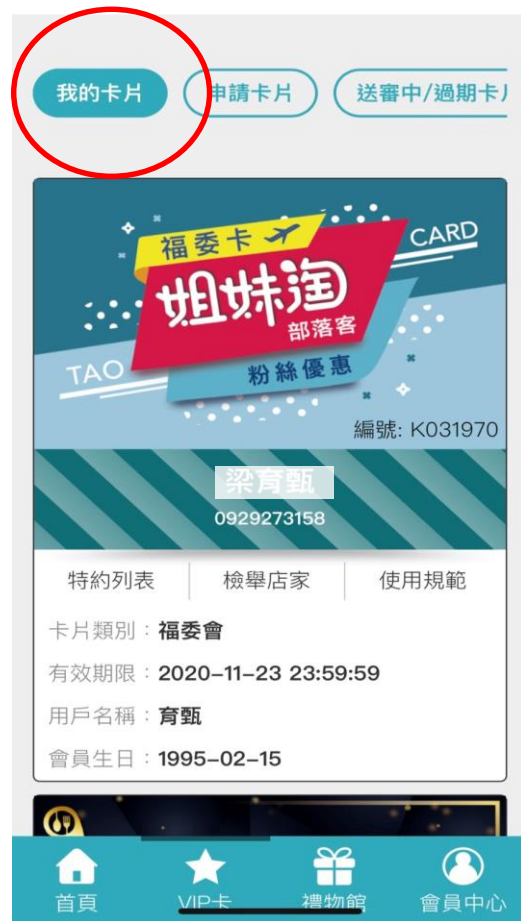 我的卡片
申請卡片
送審中/過期卡
福委卡
CARD
姐妹淘
部落客
TAO
粉絲優惠
編號: K031970
梁育甄
0929273158
特約列表
檢舉店家
使用規範
卡片類別：福委會
有效期限：2020-11-23 23:59:59
用戶名稱：育甄
會員生日：1995-02-15
首頁
VIP卡
禮物館
會員中心